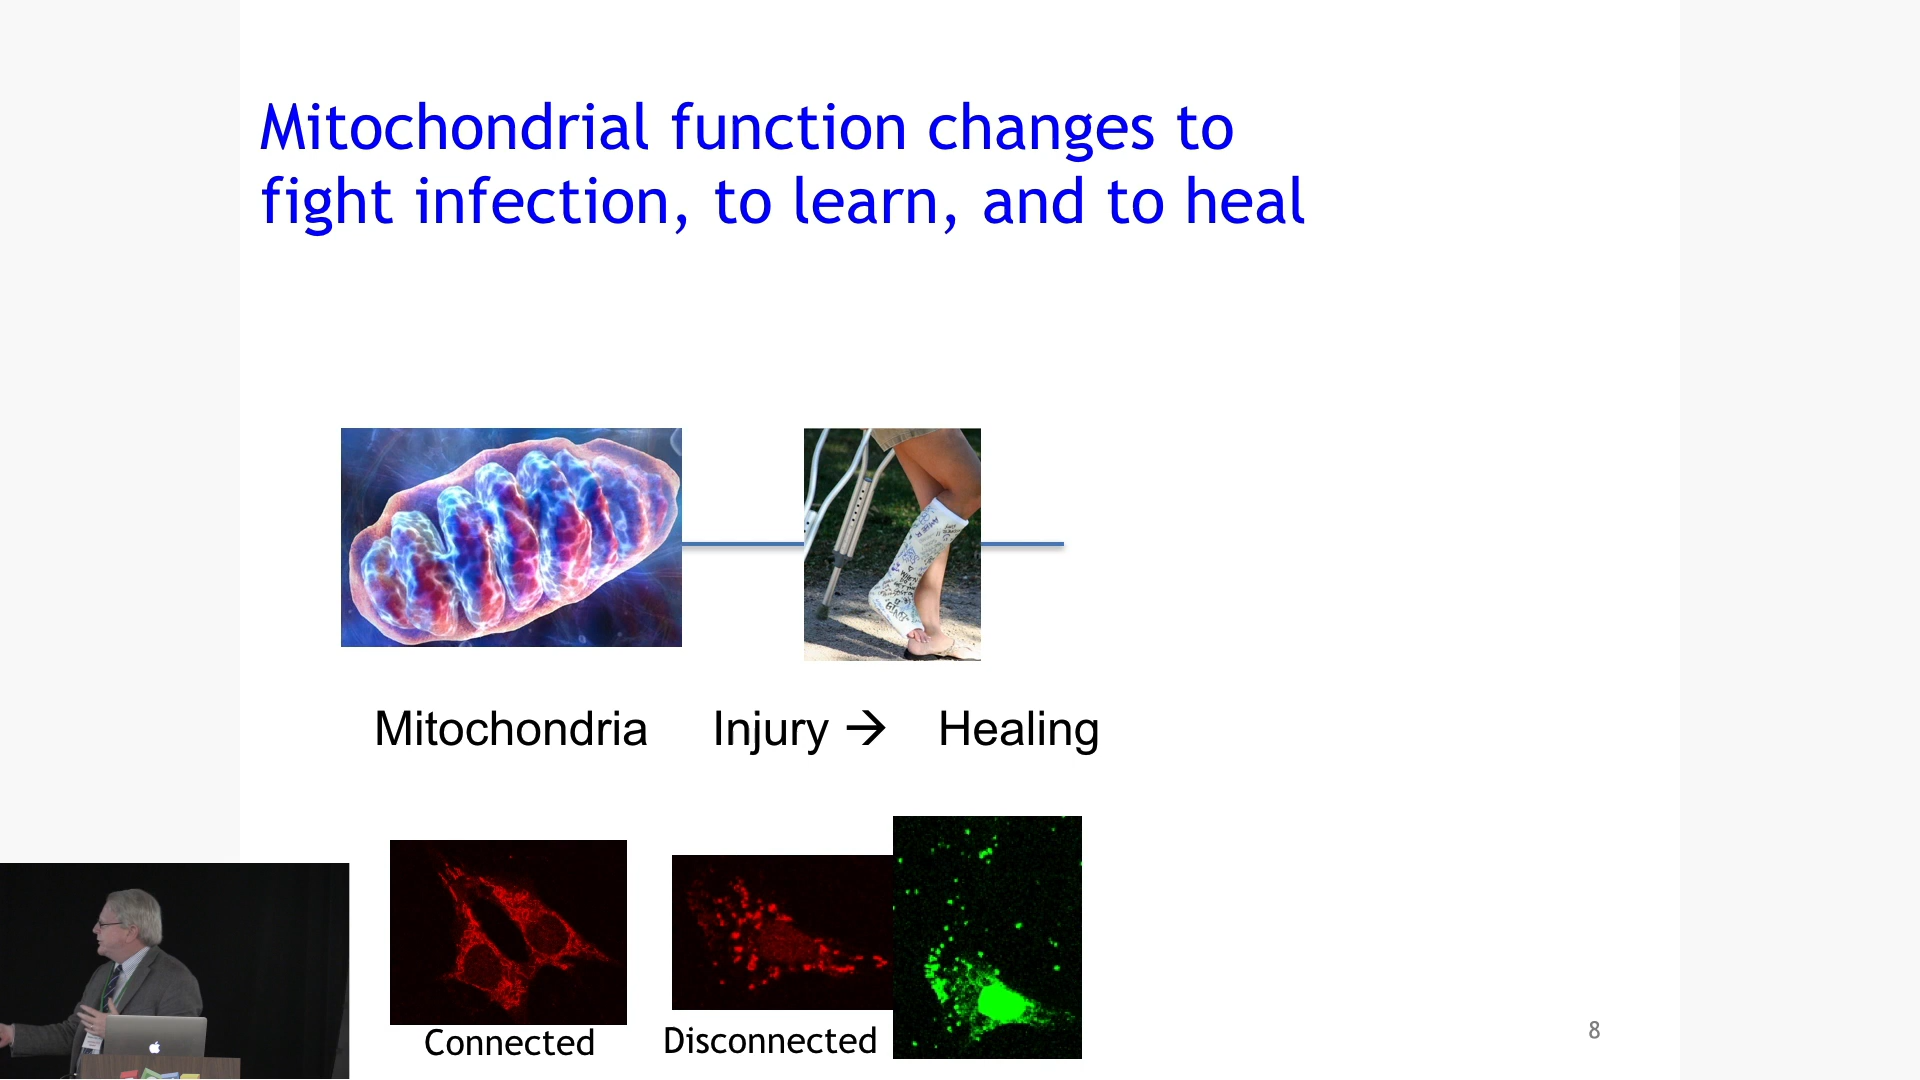 Mitochondrial function changes to
fight infection, to learn, and to heal
Mitochondria Injury → Healing
Connected Disconnected
8